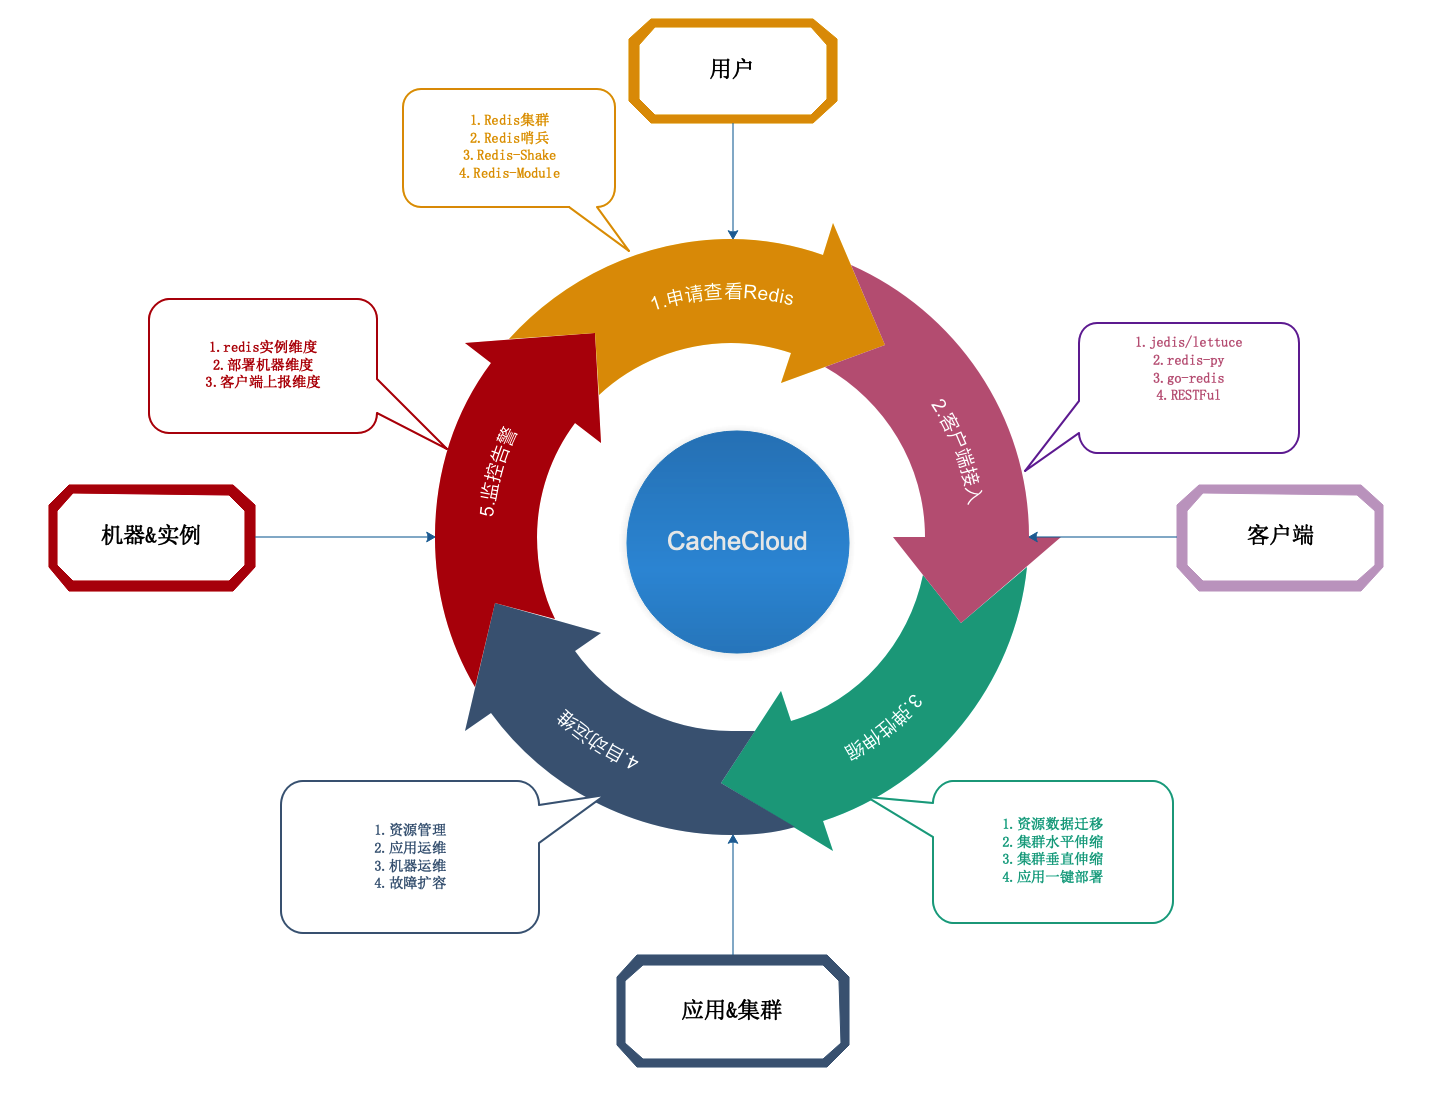 用户
1.Redis集群
2.Redis哨兵
3.Redis-Shake
4.Redis-Module
1.申请查看Redis
1.redis实例维度
2.部署机器维度
3.客户端上报维度
1.jedis/lettuce
2.redis-py
3.go-redis
4.RESTFul
2.客户端接入
5.监控告警
机器&实例
CacheCloud
客户端
3.弹性伸缩
4.自动运维
1.资源管理
2.应用运维
3.机器运维
4.故障扩容
1.资源数据迁移
2.集群水平伸缩
3.集群垂直伸缩
4.应用一键部署
应用&集群